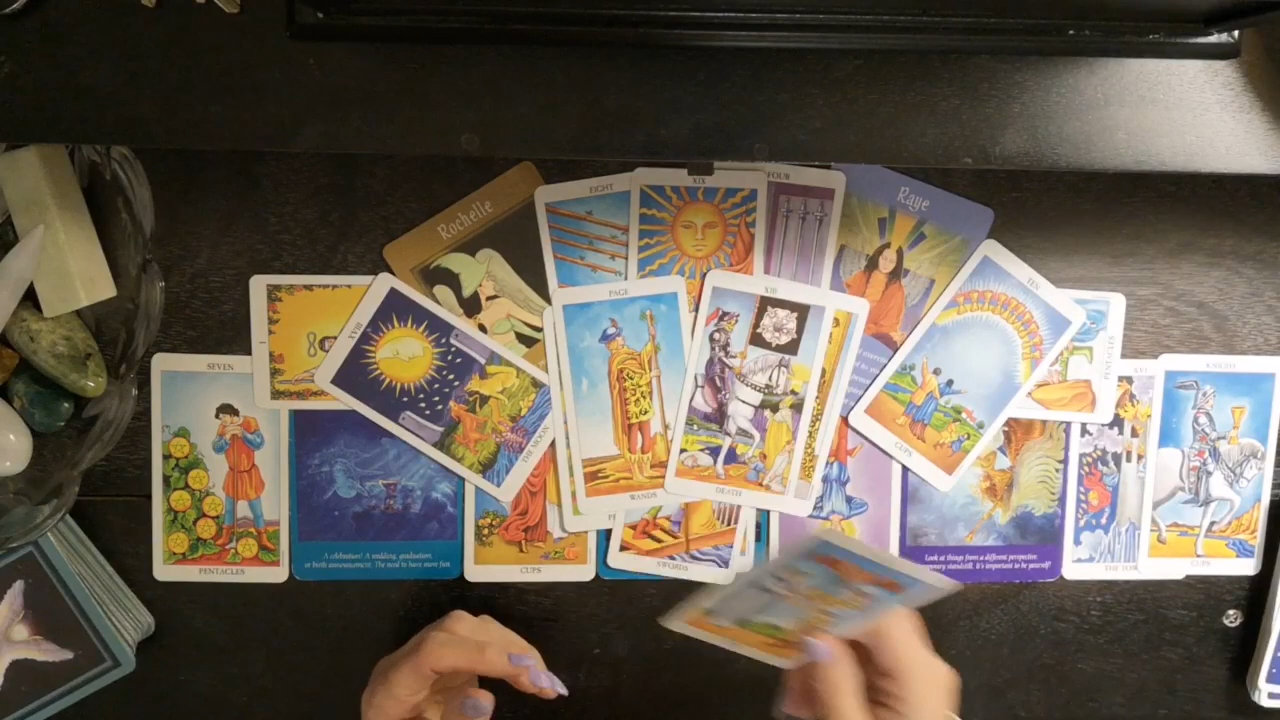 Rochelle
EIGHT
XIX
FOUR
Raye
I
XVIII
THE MOON
PAGE
WANDS
XIII
DEATH
TEN
CUPS
PENTACLES
SEVEN
PENTACLES
A celebration! A wedding, graduation,
or birth announcement. The need to have more fun.
CUPS
SWORDS
Look at things from a different perspective.
It's important to be yourself!
XVI
KNIGHT
CUPS